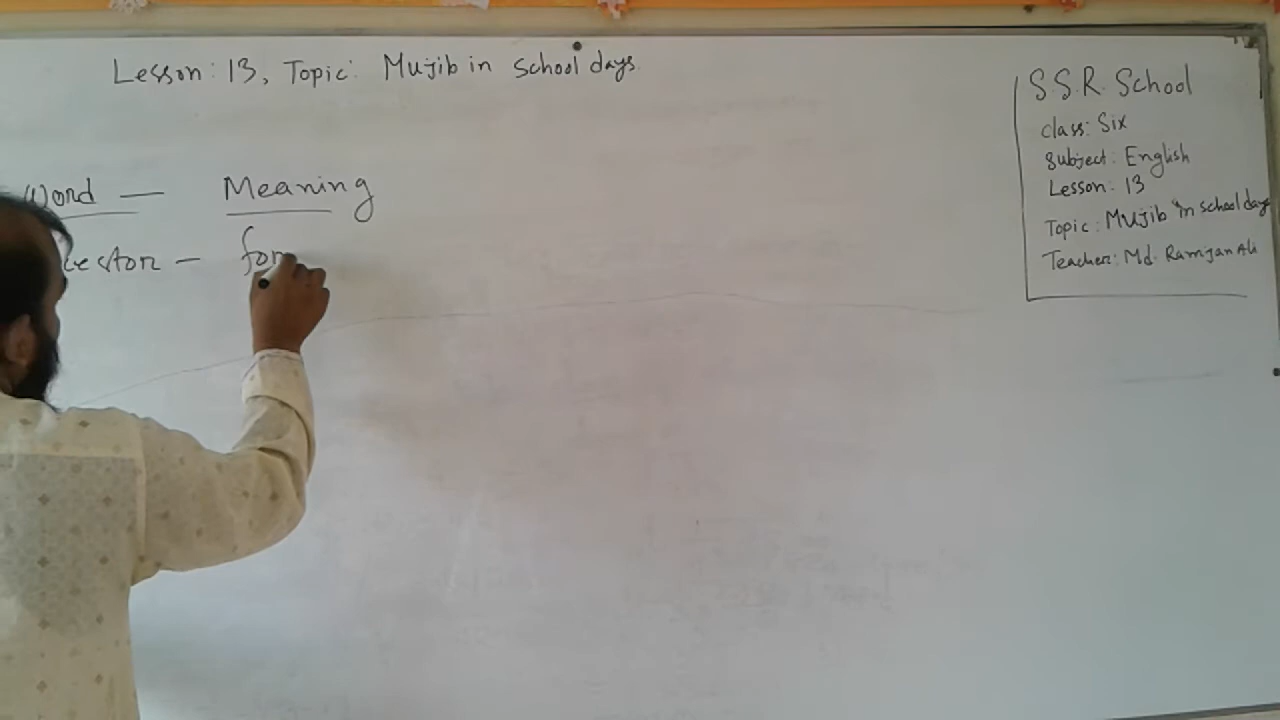 Lesson: 13, Topic: Mujib in School days
Word — Meaning
—
S.S.R. School
class: Six
Subject: English
Lesson: 13
Topic: Mujib in school days
Teacher: Md. Ramjan Ali